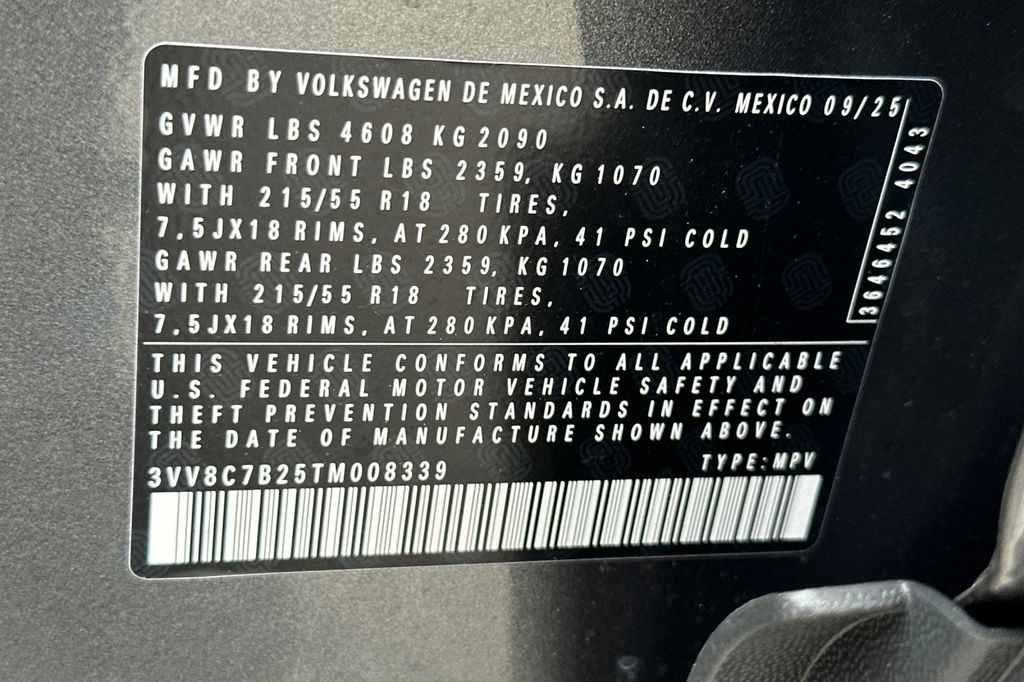 MFD BY VOLKSWAGEN DE MEXICO S.A. DE C.V. MEXICO 09/25
GVWR LBS 4608 KG 2090
GAWR FRONT LBS 2359, KG 1070
WITH 215/55 R18 TIRES,
7,5JX18 RIMS, AT 280 KPA, 41 PSI COLD
GAWR REAR LBS 2359, KG 1070
WITH 215/55 R18 TIRES,
7,5JX18 RIMS, AT 280 KPA, 41 PSI COLD
3646452 4043
THIS VEHICLE CONFORMS TO ALL APPLICABLE
U.S. FEDERAL MOTOR VEHICLE SAFETY AND
THEFT PREVENTION STANDARDS IN EFFECT ON
THE DATE OF MANUFACTURE SHOWN ABOVE.
3VV8C7B25TM008339 TYPE: MPV